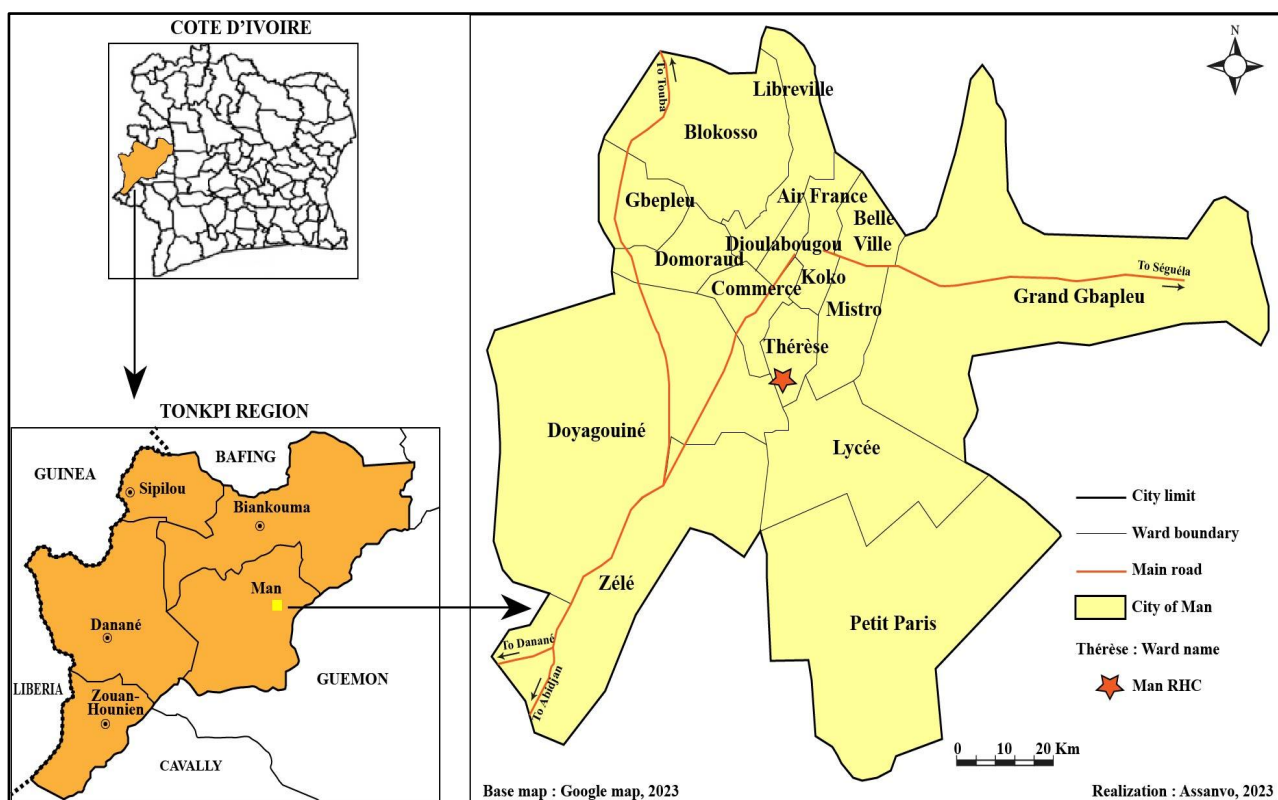 COTE D'IVOIRE
TONKPI REGION
GUINEA
BAFING
Sipilou
Biankouma
Man
Danané
LIBERIA
Zouan-
Hounien
GUEMON
CAVALLY
N
To Touba
Libreville
Blokosso
Gbepleu
Air France
Belle
Ville
Dioulabougou
Domoraud
Koko
Commerce
To Séguéla
Grand Gbapleu
Mistro
Thérèse
Doyagouiné
Lycée
Zélé
Petit Paris
To Danané
To Abidjan
City limit
Ward boundary
Main road
City of Man
Thérèse : Ward name
Man RHC
0 10 20 Km
Base map : Google map, 2023
Realization : Assanvo, 2023